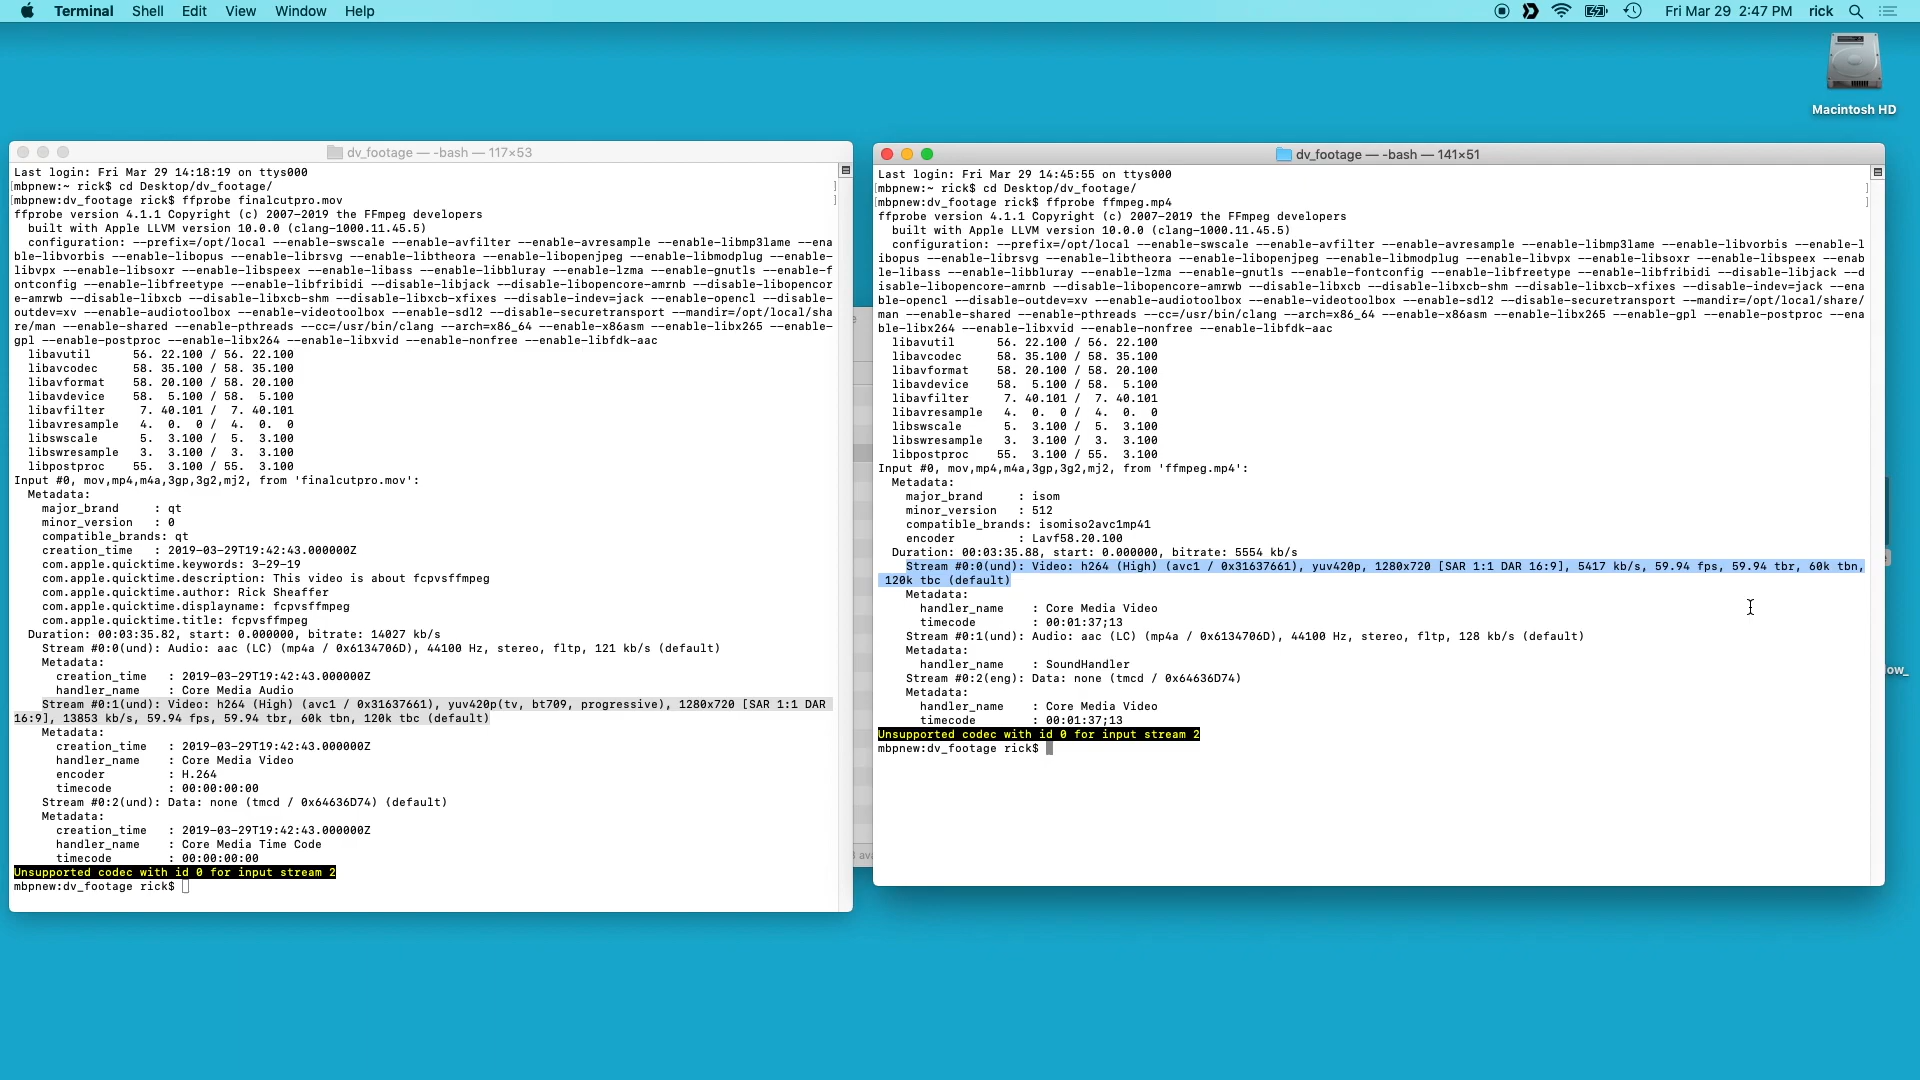 Terminal Shell Edit View Window Help
Fri Mar 29 2:47 PM rick
Macintosh HD
dv_footage — -bash — 117×53
Last login: Fri Mar 29 14:18:19 on ttys000
[mbpnew:~ rick$ cd Desktop/dv_footage/ ]
[mbpnew:dv_footage rick$ ffprobe finalcutpro.mov ]
ffprobe version 4.1.1 Copyright (c) 2007-2019 the FFmpeg developers
built with Apple LLVM version 10.0.0 (clang-1000.11.45.5)
configuration: --prefix=/opt/local --enable-swscale --enable-avfilter --enable-avresample --enable-libmp3lame --ena
ble-libvorbis --enable-libopus --enable-librsvg --enable-libtheora --enable-libopenjpeg --enable-libmodplug --enable-
libvpx --enable-libsoxr --enable-libspeex --enable-libass --enable-libbluray --enable-lzma --enable-gnutls --enable-f
ontconfig --enable-libfreetype --enable-libfribidi --disable-libjack --disable-libopencore-amrnb --disable-libopencor
e-amrwb --disable-libxcb --disable-libxcb-shm --disable-libxcb-xfixes --disable-indev=jack --enable-opencl --disable-
outdev=xv --enable-audiotoolbox --enable-videotoolbox --enable-sdl2 --disable-securetransport --mandir=/opt/local/sha
re/man --enable-shared --enable-pthreads --cc=/usr/bin/clang --arch=x86_64 --enable-x86asm --enable-libx265 --enable-
gpl --enable-postproc --enable-libx264 --enable-libxvid --enable-nonfree --enable-libfdk-aac
libavutil 56. 22.100 / 56. 22.100
libavcodec 58. 35.100 / 58. 35.100
libavformat 58. 20.100 / 58. 20.100
libavdevice 58. 5.100 / 58. 5.100
libavfilter 7. 40.101 / 7. 40.101
libavresample 4. 0. 0 / 4. 0. 0
libswscale 5. 3.100 / 5. 3.100
libswresample 3. 3.100 / 3. 3.100
libpostproc 55. 3.100 / 55. 3.100
Input #0, mov,mp4,m4a,3gp,3g2,mj2, from 'finalcutpro.mov':
Metadata:
major_brand : qt
minor_version : 0
compatible_brands: qt
creation_time : 2019-03-29T19:42:43.000000Z
com.apple.quicktime.keywords: 3-29-19
com.apple.quicktime.description: This video is about fcpvsffmpeg
com.apple.quicktime.author: Rick Sheaffer
com.apple.quicktime.displayname: fcpvsffmpeg
com.apple.quicktime.title: fcpvsffmpeg
Duration: 00:03:35.82, start: 0.000000, bitrate: 14027 kb/s
Stream #0:0(und): Audio: aac (LC) (mp4a / 0x6134706D), 44100 Hz, stereo, fltp, 121 kb/s (default)
Metadata:
creation_time : 2019-03-29T19:42:43.000000Z
handler_name : Core Media Audio
Stream #0:1(und): Video: h264 (High) (avc1 / 0x31637661), yuv420p(tv, bt709, progressive), 1280x720 [SAR 1:1 DAR
16:9], 13853 kb/s, 59.94 fps, 59.94 tbr, 60k tbn, 120k tbc (default)
Metadata:
creation_time : 2019-03-29T19:42:43.000000Z
handler_name : Core Media Video
encoder : H.264
timecode : 00:00:00:00
Stream #0:2(und): Data: none (tmcd / 0x64636D74) (default)
Metadata:
creation_time : 2019-03-29T19:42:43.000000Z
handler_name : Core Media Time Code
timecode : 00:00:00:00
Unsupported codec with id 0 for input stream 2
mbpnew:dv_footage rick$
dv_footage — -bash — 141×51
Last login: Fri Mar 29 14:45:55 on ttys000
[mbpnew:~ rick$ cd Desktop/dv_footage/ ]
[mbpnew:dv_footage rick$ ffprobe ffmpeg.mp4 ]
ffprobe version 4.1.1 Copyright (c) 2007-2019 the FFmpeg developers
built with Apple LLVM version 10.0.0 (clang-1000.11.45.5)
configuration: --prefix=/opt/local --enable-swscale --enable-avfilter --enable-avresample --enable-libmp3lame --enable-libvorbis --enable-l
ibopus --enable-librsvg --enable-libtheora --enable-libopenjpeg --enable-libmodplug --enable-libvpx --enable-libsoxr --enable-libspeex --enab
le-libass --enable-libbluray --enable-lzma --enable-gnutls --enable-fontconfig --enable-libfreetype --enable-libfribidi --disable-libjack --d
isable-libopencore-amrnb --disable-libopencore-amrwb --disable-libxcb --disable-libxcb-shm --disable-libxcb-xfixes --disable-indev=jack --ena
ble-opencl --disable-outdev=xv --enable-audiotoolbox --enable-videotoolbox --enable-sdl2 --disable-securetransport --mandir=/opt/local/share/
man --enable-shared --enable-pthreads --cc=/usr/bin/clang --arch=x86_64 --enable-x86asm --enable-libx265 --enable-gpl --enable-postproc --ena
ble-libx264 --enable-libxvid --enable-nonfree --enable-libfdk-aac
libavutil 56. 22.100 / 56. 22.100
libavcodec 58. 35.100 / 58. 35.100
libavformat 58. 20.100 / 58. 20.100
libavdevice 58. 5.100 / 58. 5.100
libavfilter 7. 40.101 / 7. 40.101
libavresample 4. 0. 0 / 4. 0. 0
libswscale 5. 3.100 / 5. 3.100
libswresample 3. 3.100 / 3. 3.100
libpostproc 55. 3.100 / 55. 3.100
Input #0, mov,mp4,m4a,3gp,3g2,mj2, from 'ffmpeg.mp4':
Metadata:
major_brand : isom
minor_version : 512
compatible_brands: isomiso2avc1mp41
encoder : Lavf58.20.100
Duration: 00:03:35.88, start: 0.000000, bitrate: 5554 kb/s
Stream #0:0(und): Video: h264 (High) (avc1 / 0x31637661), yuv420p, 1280x720 [SAR 1:1 DAR 16:9], 5417 kb/s, 59.94 fps, 59.94 tbr, 60k tbn,
120k tbc (default)
Metadata:
handler_name : Core Media Video
timecode : 00:01:37;13
Stream #0:1(und): Audio: aac (LC) (mp4a / 0x6134706D), 44100 Hz, stereo, fltp, 128 kb/s (default)
Metadata:
handler_name : SoundHandler
Stream #0:2(eng): Data: none (tmcd / 0x64636D74)
Metadata:
handler_name : Core Media Video
timecode : 00:01:37;13
Unsupported codec with id 0 for input stream 2
mbpnew:dv_footage rick$